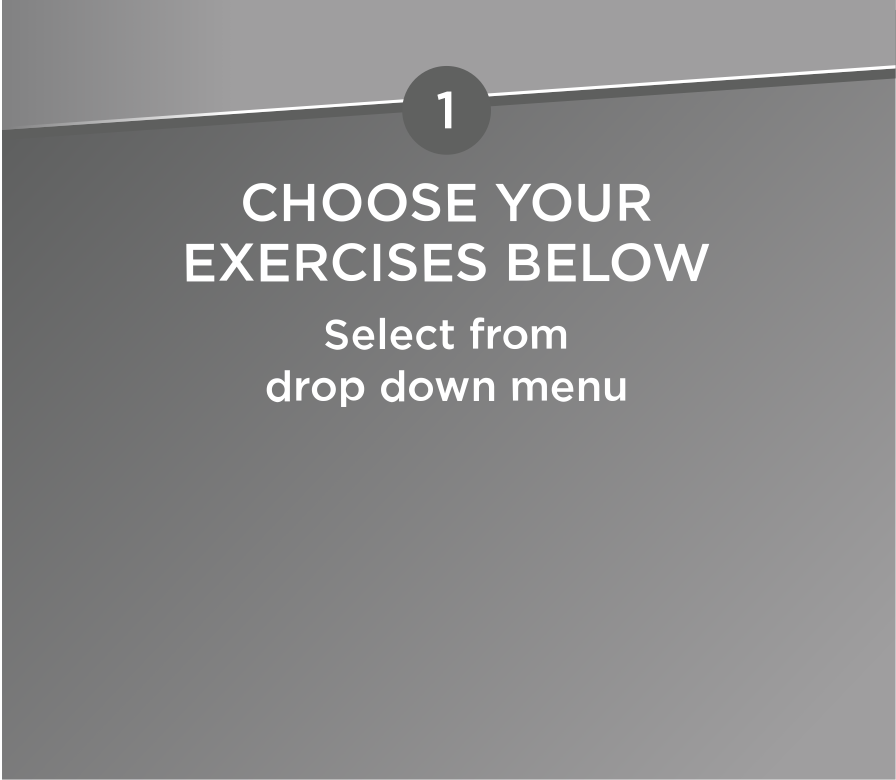 1
CHOOSE YOUR
EXERCISES BELOW
Select from
drop down menu